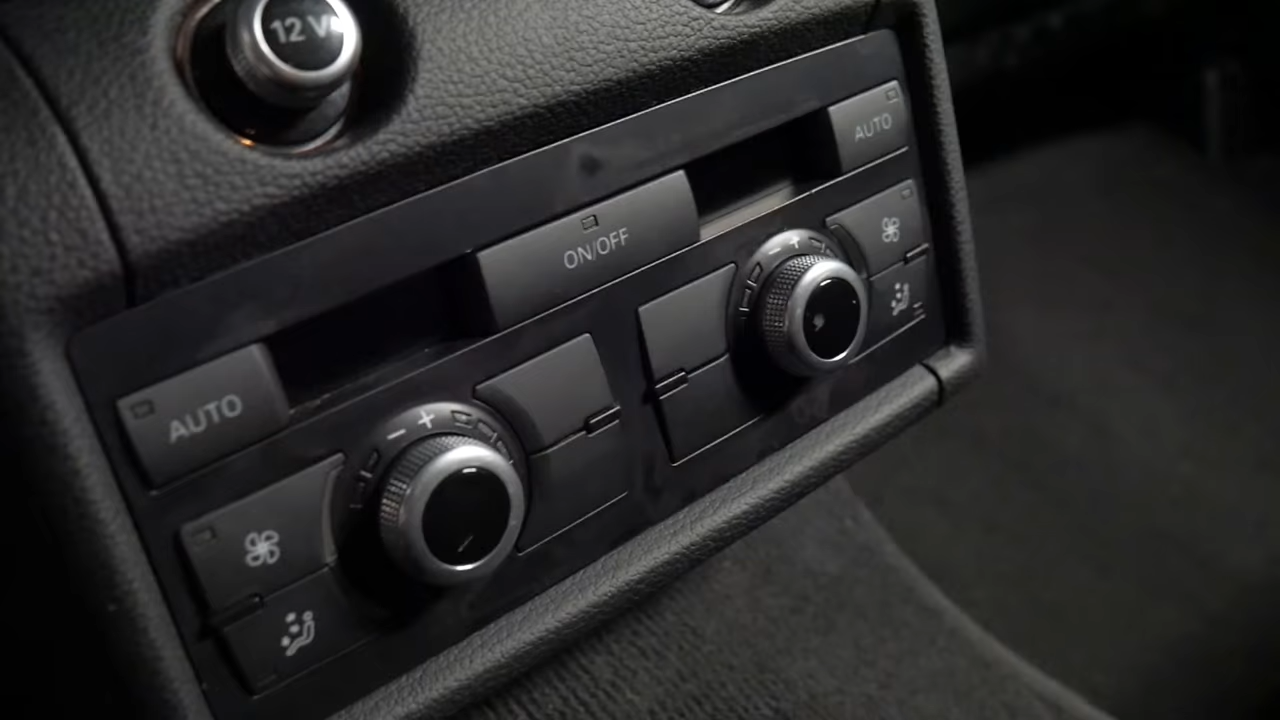 12 V
AUTO
ON/OFF
- +
AUTO
- +